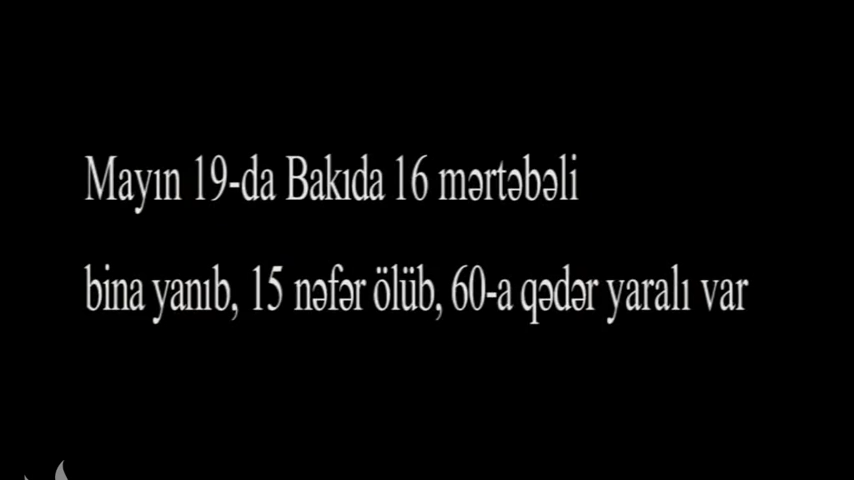 Mayın 19-da Bakıda 16 mərtəbəli
bina yanıb, 15 nəfər ölüb, 60-a qədər yaralı var